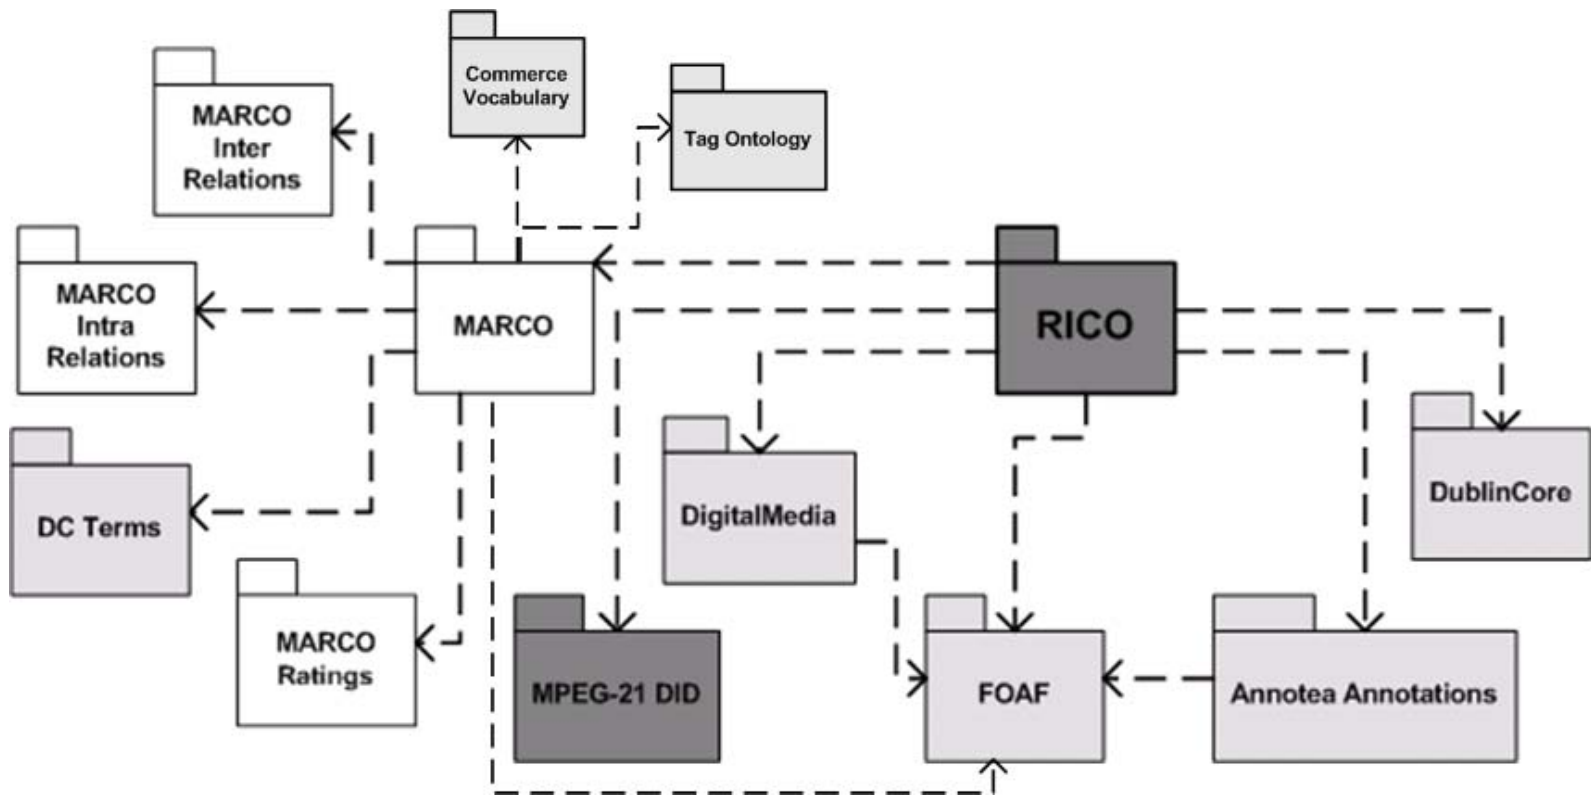 Commerce
Vocabulary
Tag Ontology
MARCO
Inter
Relations
MARCO
Intra
Relations
MARCO
RICO
DC Terms
DigitalMedia
DublinCore
MARCO
Ratings
MPEG-21 DID
FOAF
Annotea Annotations